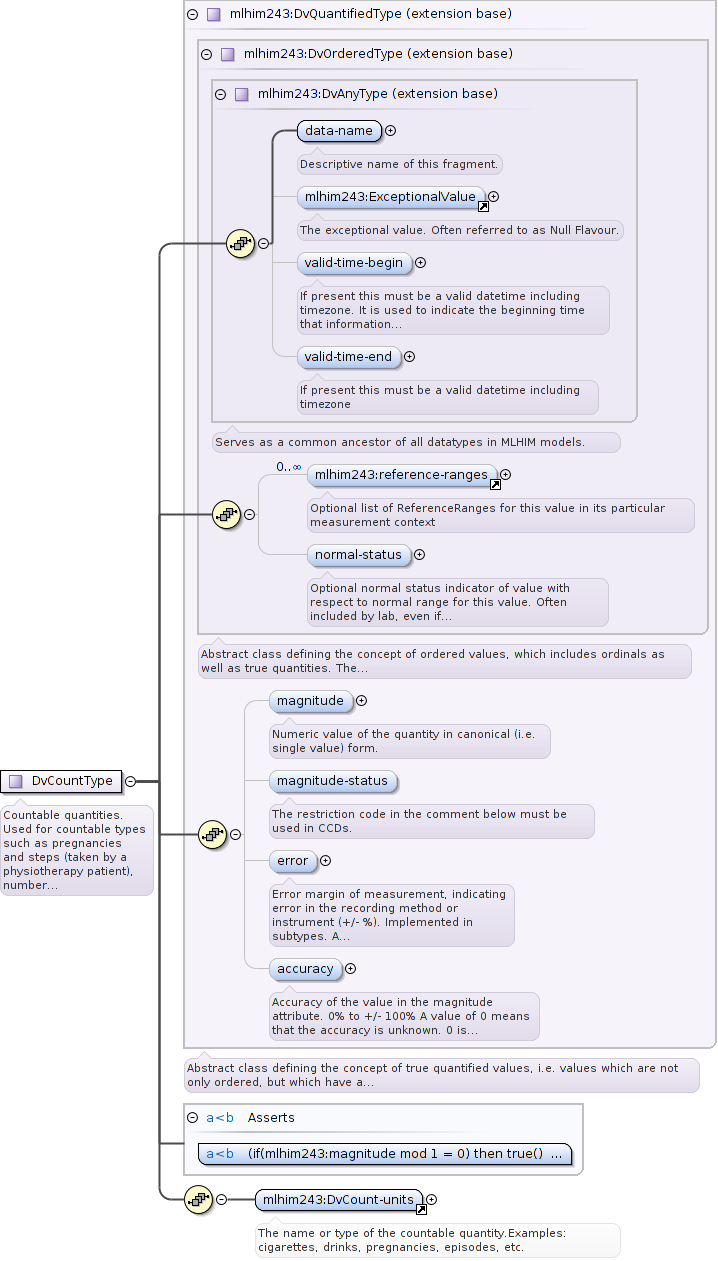 mlhim243:DvQuantifiedType (extension base)
mlhim243:DvOrderedType (extension base)
mlhim243:DvAnyType (extension base)
data-name
Descriptive name of this fragment.
mlhim243:ExceptionalValue
The exceptional value. Often referred to as Null Flavour.
valid-time-begin
If present this must be a valid datetime including
timezone. It is used to indicate the beginning time
that information...
valid-time-end
If present this must be a valid datetime including
timezone
Serves as a common ancestor of all datatypes in MLHIM models.
0..∞
mlhim243:reference-ranges
Optional list of ReferenceRanges for this value in its particular
measurement context
normal-status
Optional normal status indicator of value with
respect to normal range for this value. Often
included by lab, even if...
Abstract class defining the concept of ordered values, which includes ordinals as
well as true quantities. The...
magnitude
Numeric value of the quantity in canonical (i.e.
single value) form.
magnitude-status
The restriction code in the comment below must be
used in CCDs.
error
Error margin of measurement, indicating
error in the recording method or
instrument (+/- %). Implemented in
subtypes. A...
accuracy
Accuracy of the value in the magnitude
attribute. 0% to +/- 100% A value of 0 means
that the accuracy is unknown. 0 is...
DvCountType
Countable quantities.
Used for countable types
such as pregnancies
and steps (taken by a
physiotherapy patient),
number...
Abstract class defining the concept of true quantified values, i.e. values which are not
only ordered, but which have a...
a<b Asserts
a<b (if(mlhim243:magnitude mod 1 = 0) then true() ...
mlhim243:DvCount-units
The name or type of the countable quantity.Examples:
cigarettes, drinks, pregnancies, episodes, etc.